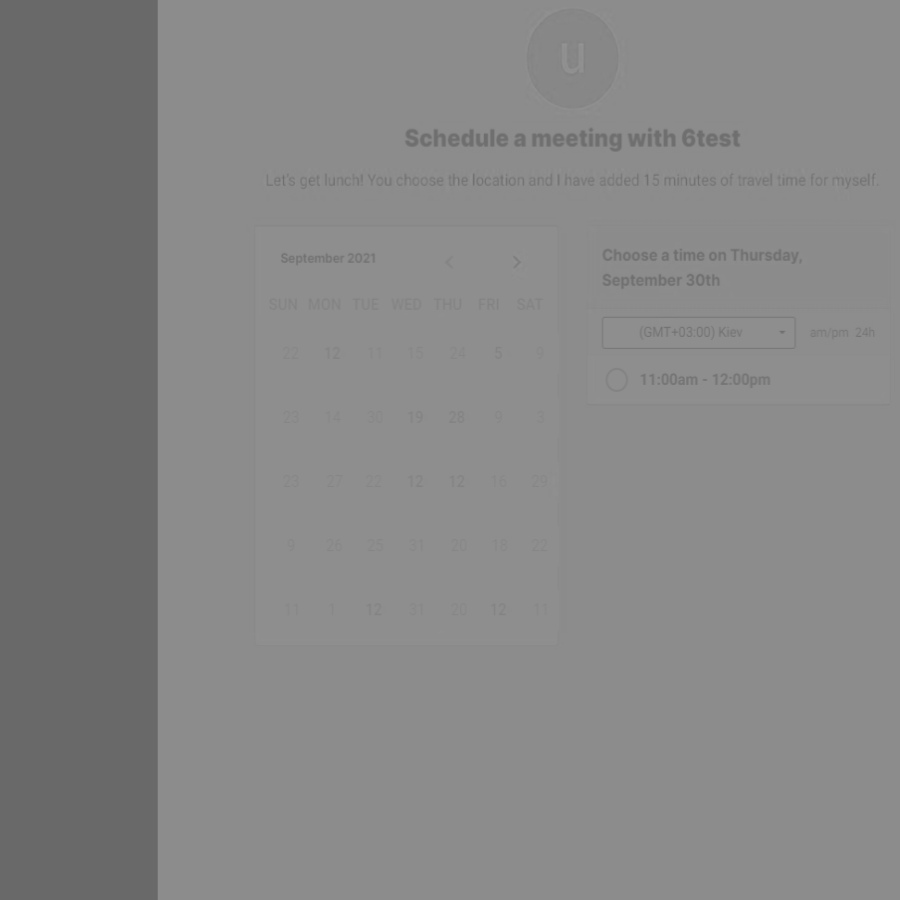 u
Schedule a meeting with 6test
Let's get lunch! You choose the location and I have added 15 minutes of travel time for myself.
September 2021
SUN MON TUE WED THU FRI SAT
22 12 11 15 24 5 9
23 14 30 19 28 9 3
23 27 22 12 12 16 29
9 26 25 31 20 18 22
11 1 12 31 20 12 11
Choose a time on Thursday,
September 30th
(GMT+03:00) Kiev
am/pm 24h
11:00am - 12:00pm